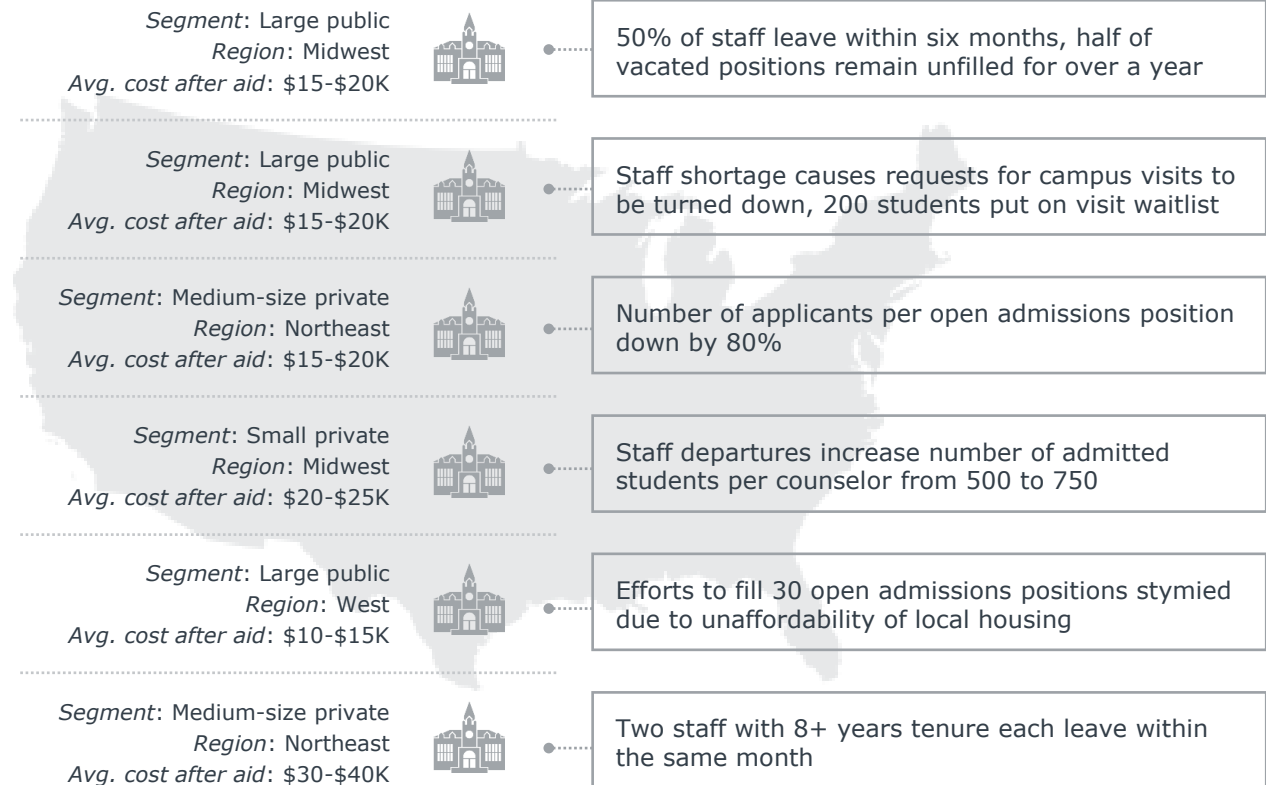 Segment: Large public
Region: Midwest
Avg. cost after aid: $15-$20K
50% of staff leave within six months, half of
vacated positions remain unfilled for over a year
Segment: Large public
Region: Midwest
Avg. cost after aid: $15-$20K
Staff shortage causes requests for campus visits to
be turned down, 200 students put on visit waitlist
Segment: Medium-size private
Region: Northeast
Avg. cost after aid: $15-$20K
Number of applicants per open admissions position
down by 80%
Segment: Small private
Region: Midwest
Avg. cost after aid: $20-$25K
Staff departures increase number of admitted
students per counselor from 500 to 750
Segment: Large public
Region: West
Avg. cost after aid: $10-$15K
Efforts to fill 30 open admissions positions stymied
due to unaffordability of local housing
Segment: Medium-size private
Region: Northeast
Avg. cost after aid: $30-$40K
Two staff with 8+ years tenure each leave within
the same month